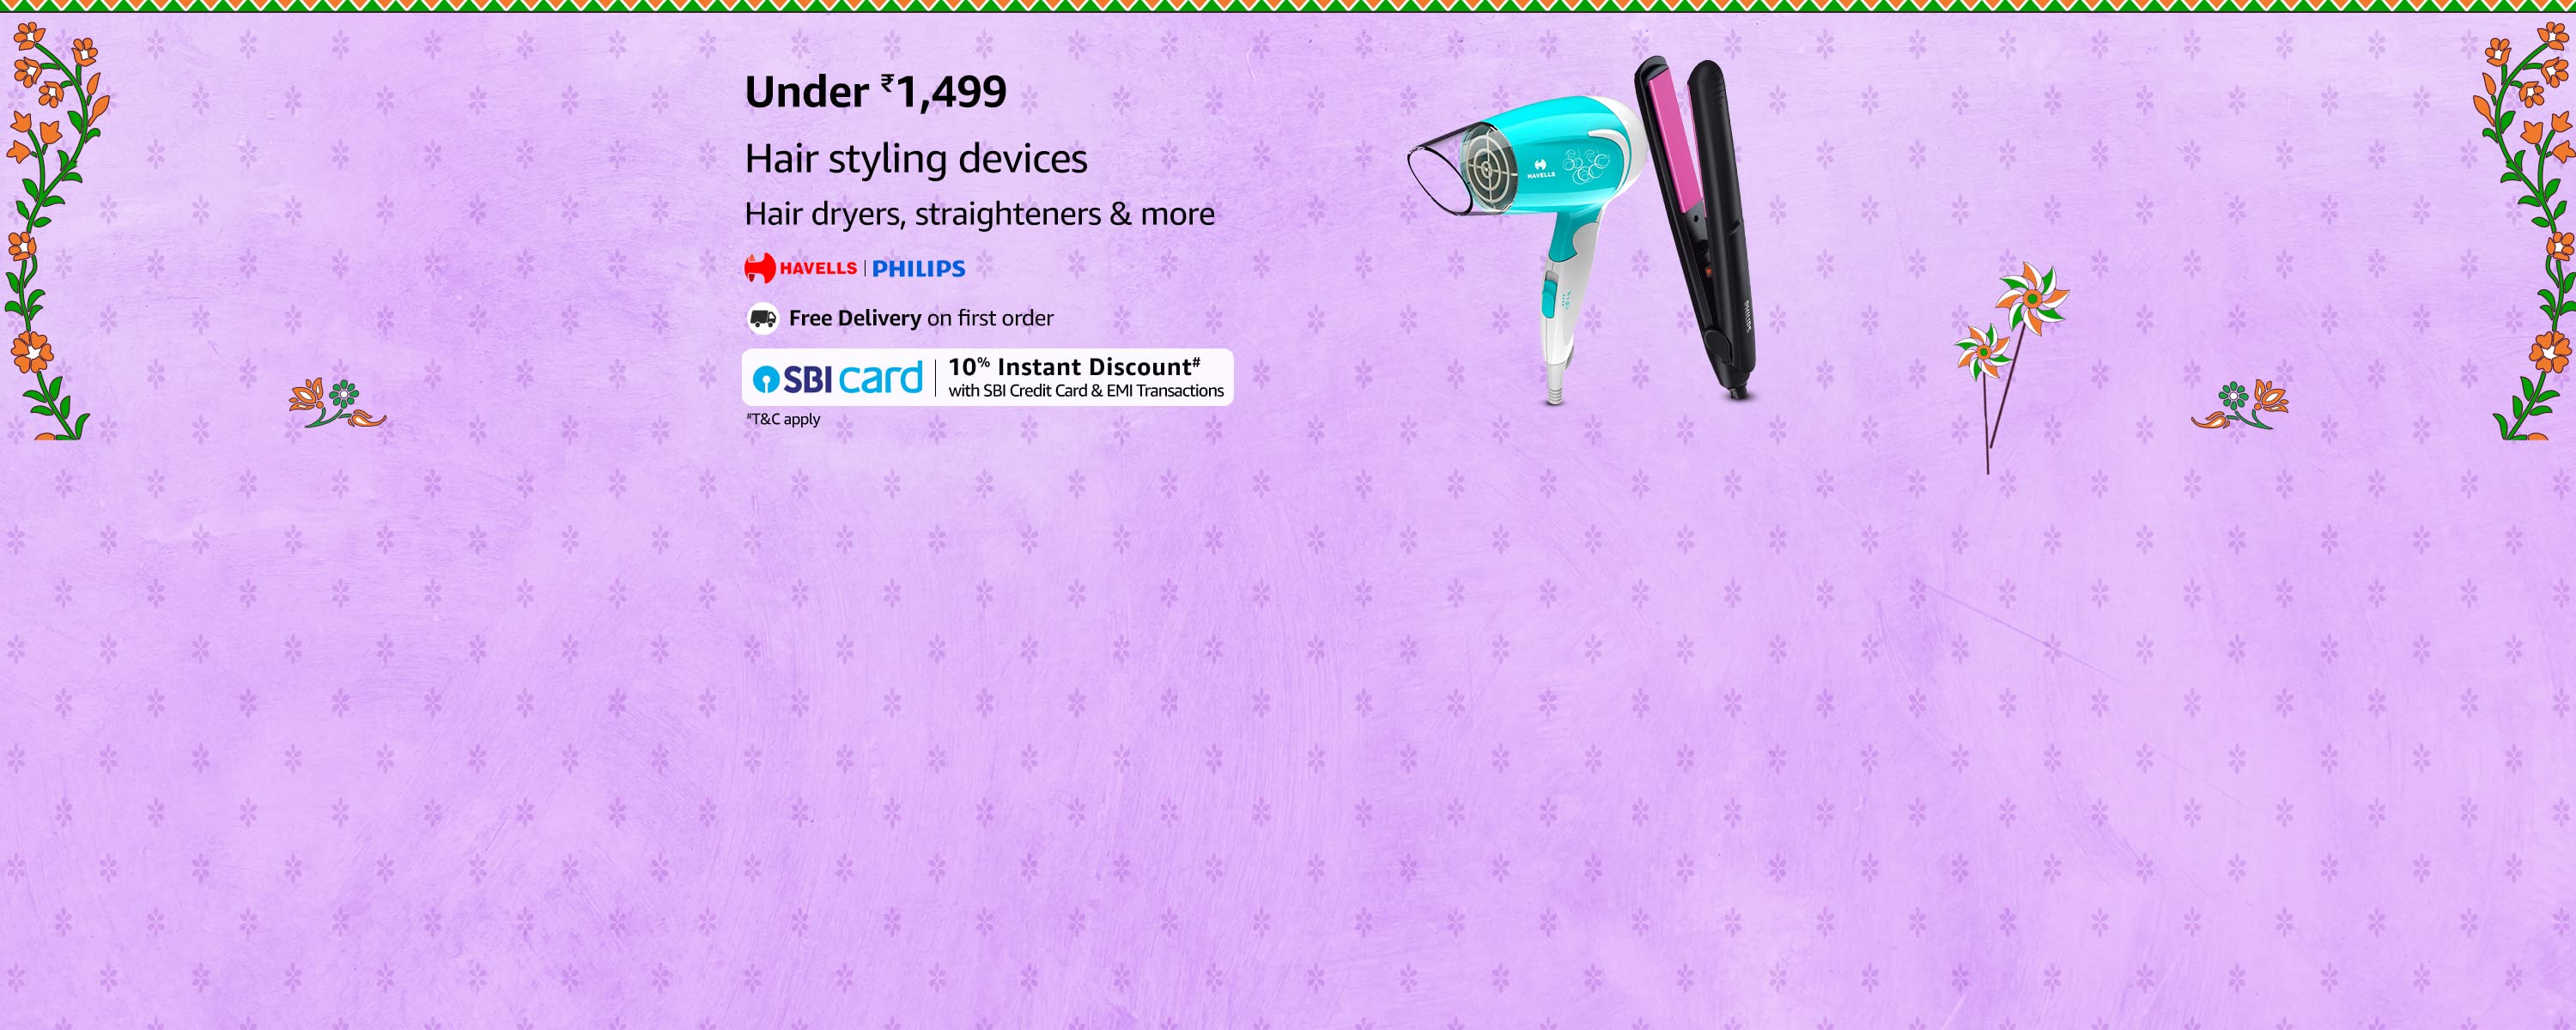 Under ₹1,499
Hair styling devices
Hair dryers, straighteners & more
HAVELLS | PHILIPS
Free Delivery on first order
SBI card | 10% Instant Discount#
with SBI Credit Card & EMI Transactions
#T&C apply
HAVELLS
PHILIPS